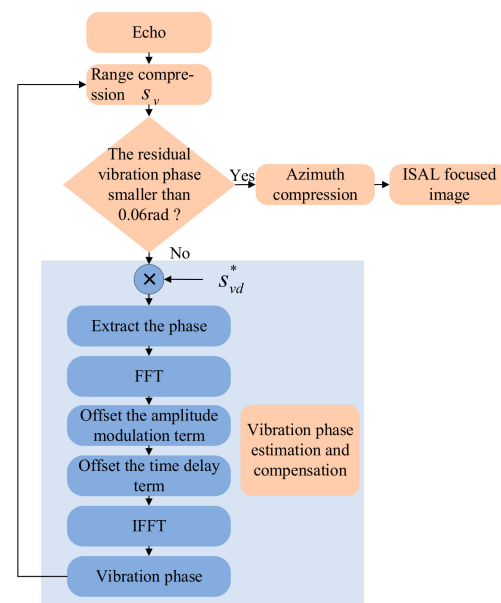 Echo
Range compre-
ssion s_v
The residual
vibration phase
smaller than
0.06rad ?
Yes
Azimuth
compression
ISAL focused
image
No
×
s_{vd}^*
Extract the phase
FFT
Offset the amplitude
modulation term
Offset the time delay
term
IFFT
Vibration phase
Vibration phase
estimation and
compensation